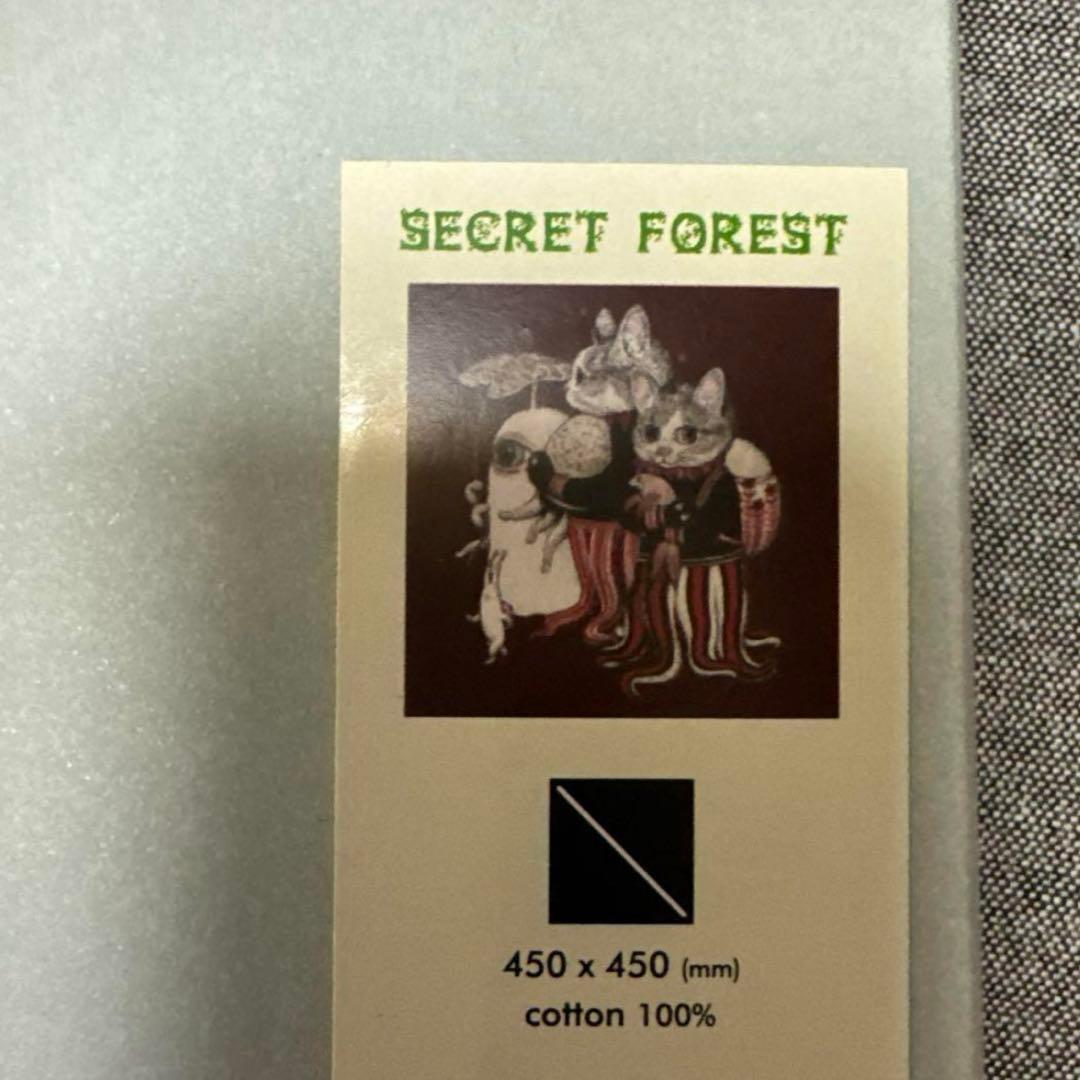 SECRET FOREST
450 x 450 (mm)
cotton 100%